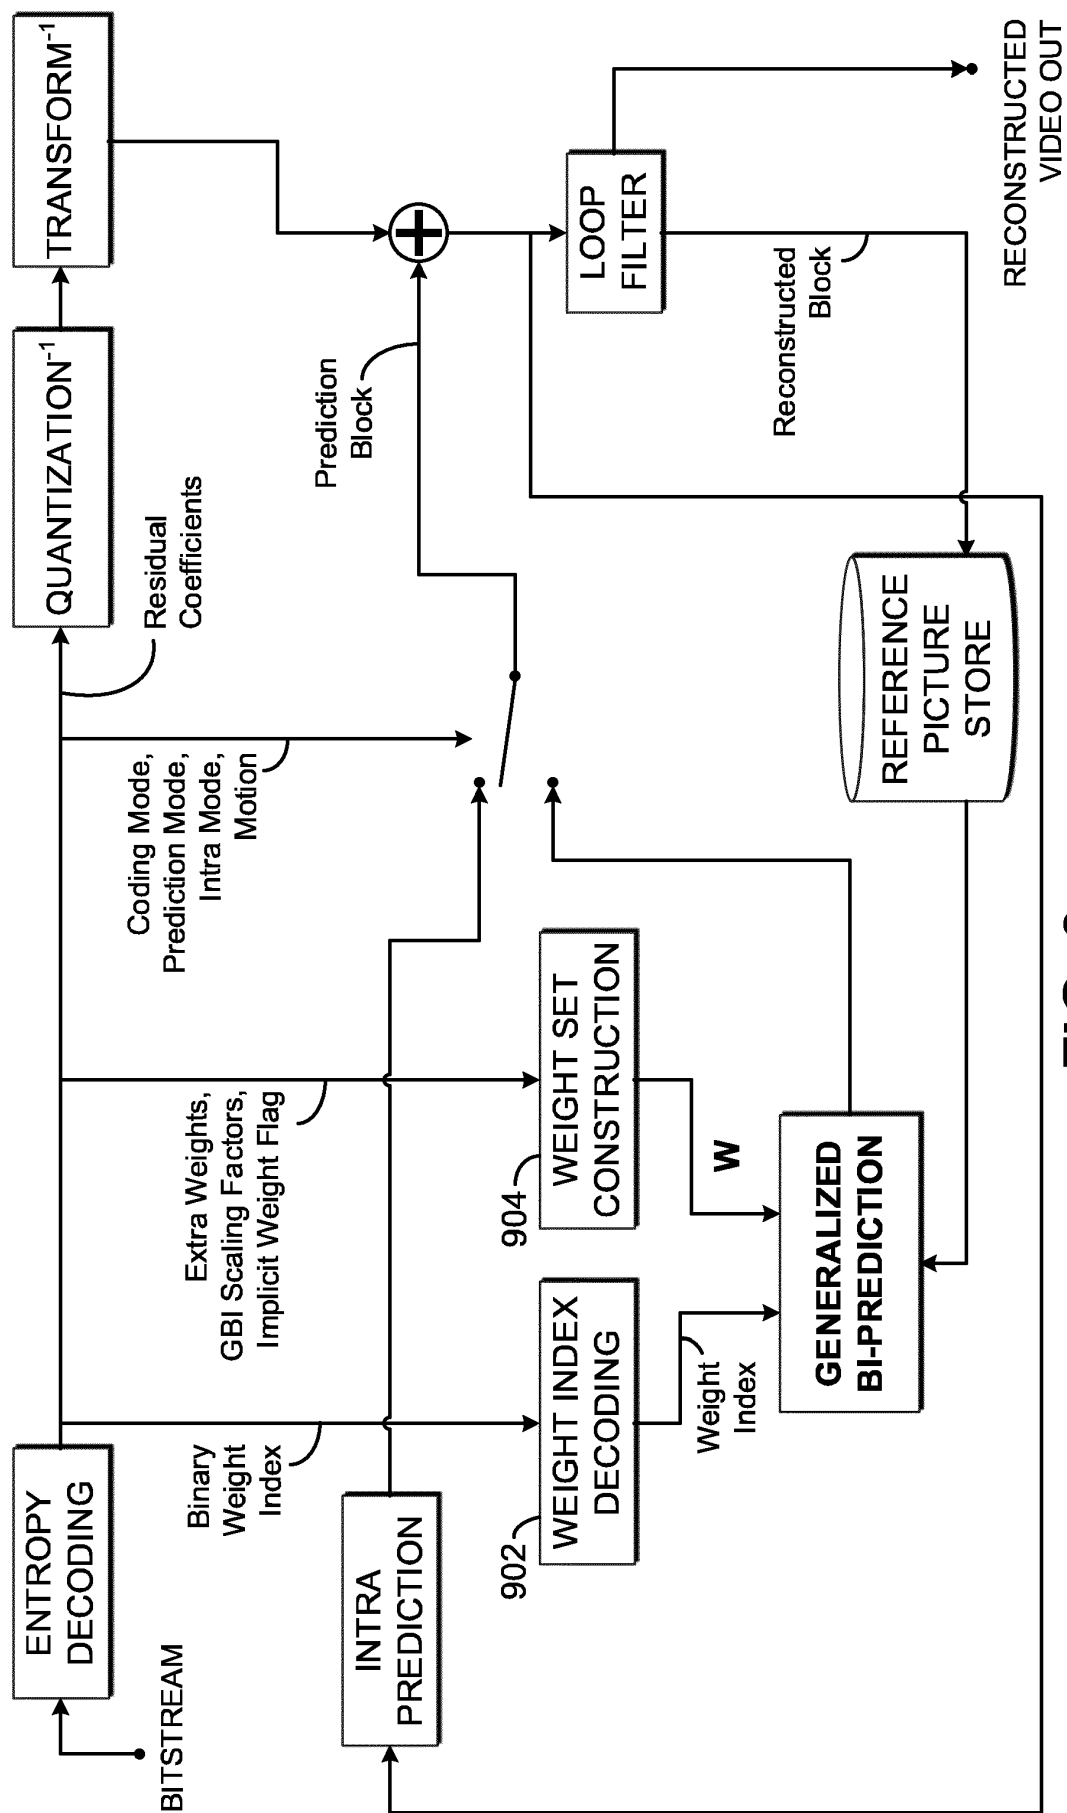 BITSTREAM
ENTROPY
DECODING
Residual
Coefficients
QUANTIZATION-1
TRANSFORM-1
Binary
Weight
Index
Extra Weights,
GBI Scaling Factors,
Implicit Weight Flag
Coding Mode,
Prediction Mode,
Intra Mode,
Motion
Prediction
Block
INTRA
PREDICTION
902
WEIGHT INDEX
DECODING
904
WEIGHT SET
CONSTRUCTION
LOOP
FILTER
Weight
Index
W
GENERALIZED
BI-PREDICTION
Reconstructed
Block
REFERENCE
PICTURE
STORE
RECONSTRUCTED
VIDEO OUT